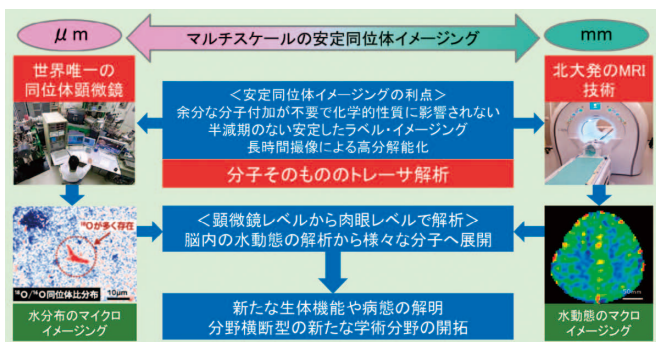 μm
マルチスケールの安定同位体イメージング
mm
世界唯一の
同位体顕微鏡
＜安定同位体イメージングの利点＞
余分な分子付加が不要で化学的性質に影響されない
半減期のない安定したラベル・イメージング
長時間撮像による高分解能化
分子そのもののトレーサ解析
北大発のMRI
技術
¹⁸Oが多く存在
¹⁸O/¹⁶O同位体比分布
10μm
水分布のマイクロ
イメージング
＜顕微鏡レベルから肉眼レベルで解析＞
脳内の水動態の解析から様々な分子へ展開
新たな生体機能や病態の解明
分野横断型の新たな学術分野の開拓
水動態のマクロ
イメージング